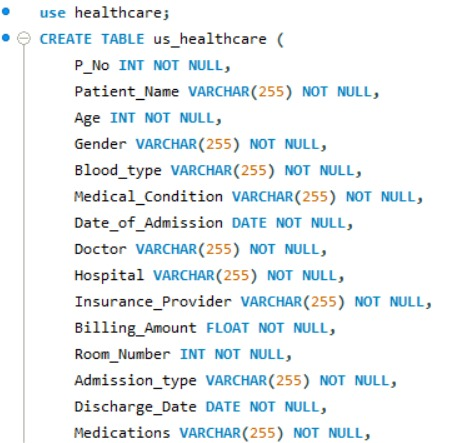 use healthcare;
CREATE TABLE us_healthcare (
P_No INT NOT NULL,
Patient_Name VARCHAR(255) NOT NULL,
Age INT NOT NULL,
Gender VARCHAR(255) NOT NULL,
Blood_type VARCHAR(255) NOT NULL,
Medical_Condition VARCHAR(255) NOT NULL,
Date_of_Admission DATE NOT NULL,
Doctor VARCHAR(255) NOT NULL,
Hospital VARCHAR(255) NOT NULL,
Insurance_Provider VARCHAR(255) NOT NULL,
Billing_Amount FLOAT NOT NULL,
Room_Number INT NOT NULL,
Admission_type VARCHAR(255) NOT NULL,
Discharge_Date DATE NOT NULL,
Medications VARCHAR(255) NOT NULL,